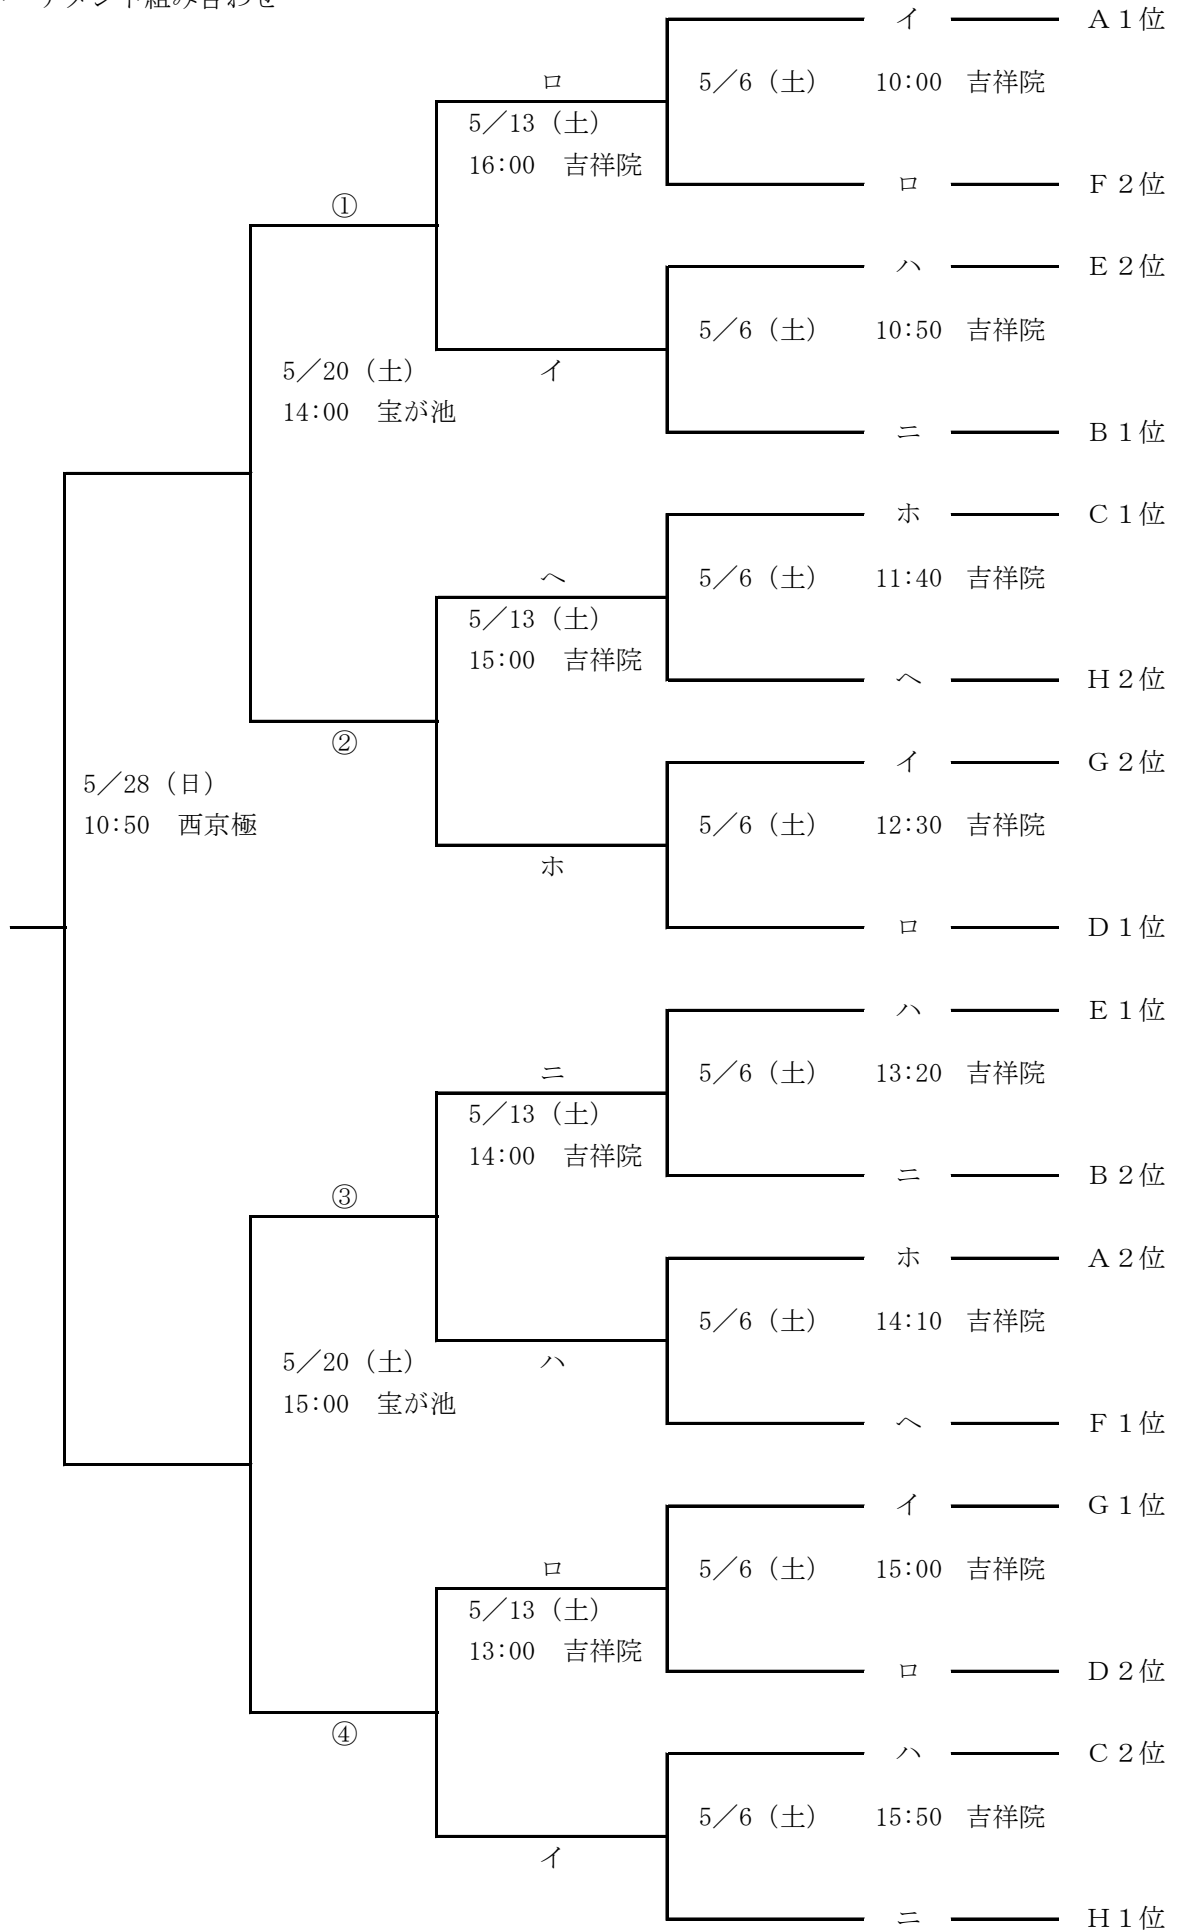 メント組み合わせ
イ A1位
ロ
5／6（土） 10:00 吉祥院
5／13（土）
16:00 吉祥院
ロ F2位
①
ハ E2位
5／6（土） 10:50 吉祥院
5／20（土） イ
14:00 宝が池
ニ B1位
ホ C1位
ヘ
5／6（土） 11:40 吉祥院
5／13（土）
15:00 吉祥院
ヘ H2位
②
イ G2位
5／28（日）
10:50 西京極
5／6（土） 12:30 吉祥院
ホ
ロ D1位
ハ E1位
ニ
5／6（土） 13:20 吉祥院
5／13（土）
14:00 吉祥院
ニ B2位
③
ホ A2位
5／6（土） 14:10 吉祥院
5／20（土） ハ
15:00 宝が池
ヘ F1位
イ G1位
ロ
5／6（土） 15:00 吉祥院
5／13（土）
13:00 吉祥院
ロ D2位
④
ハ C2位
5／6（土） 15:50 吉祥院
イ
ニ H1位